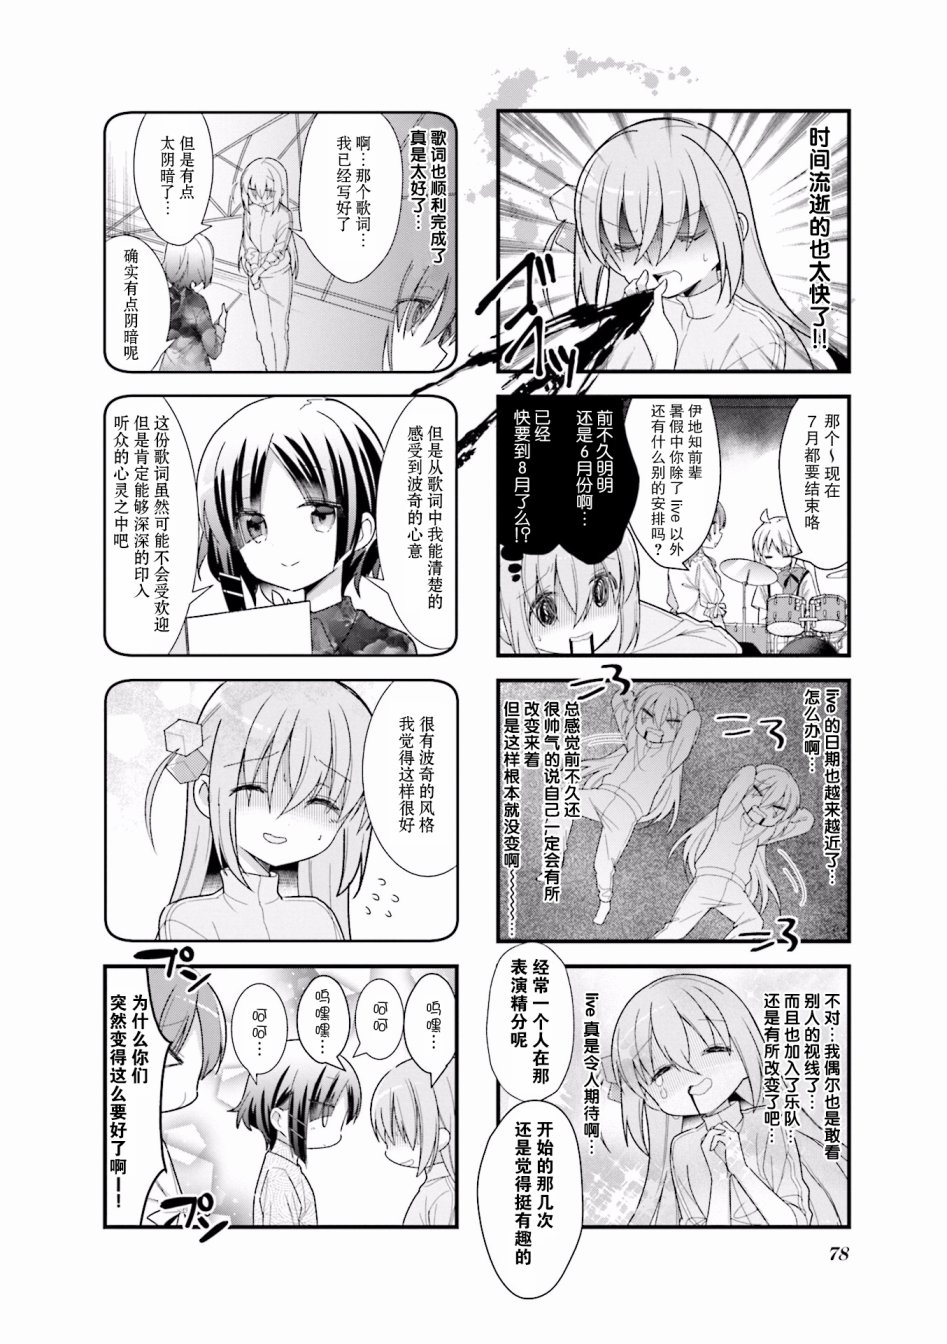 时间流逝的也太快了!!
ズォッ
那个～现在
7月都要结束咯
伊地知前辈
暑假中你除了 live 以外
还有什么别的安排吗？
前不久明明
还是6月份啊…
已经
快要到8月了么!?
live 的日期也越来越近了…
怎么办啊…
总感觉前不久还
很帅气的说自己一定会有所
改变来着
但是这样根本就没变啊～～～～～……
ニ3
ニ3
不对…我偶尔也是敢看
别人的视线了…
而且也加入了乐队…
还是有所改变了吧…
live 真是令人期待啊…
经常一个人在那
表演精分呢
开始的那几次
还是觉得挺有趣的
歌词也顺利完成了
真是太好了…
啊…那个歌词…
我已经写好了
但是有点
太阴暗了…
确实有点阴暗呢
但是从歌词中我能清楚的
感受到波奇的心意
这份歌词虽然可能不会受欢迎
但是肯定能够深深的印入
听众的心灵之中吧
很有波奇的风格
我觉得这样很好
呜嘿…
呵呵
呜嘿嘿
呵呵…
为什么你们
突然变得这么要好了啊ー！
プン
プン
78